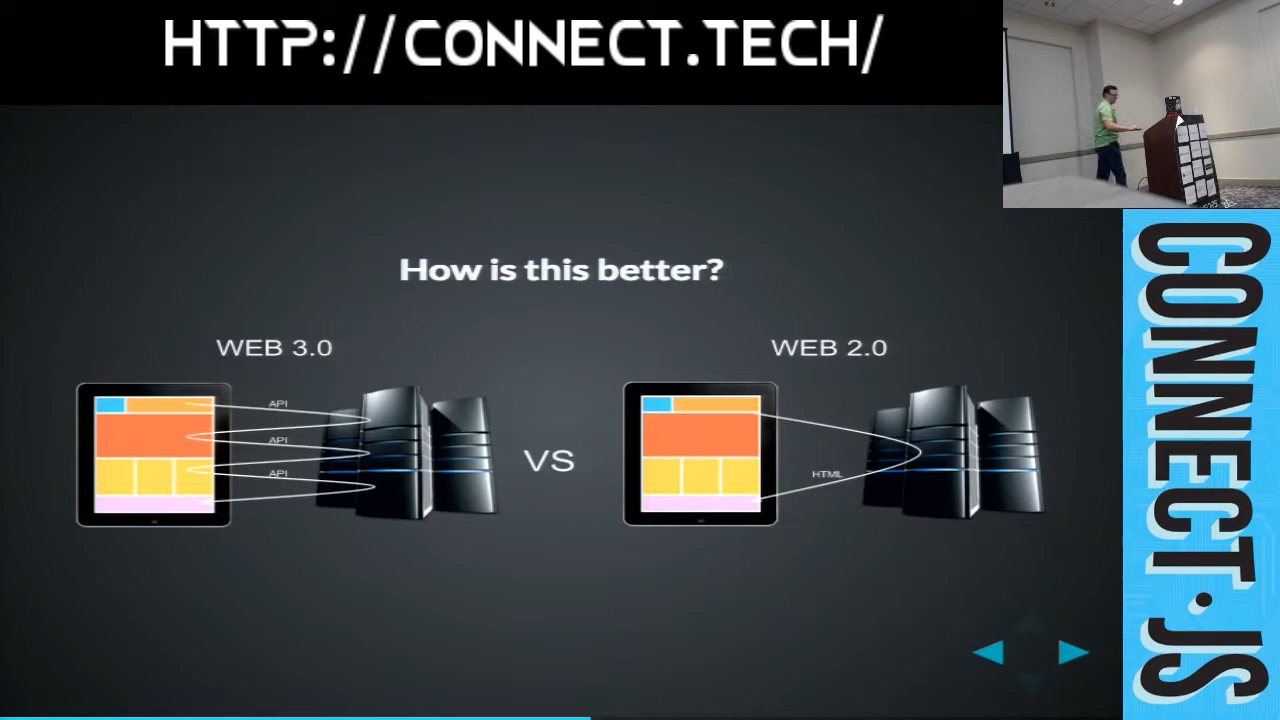 HTTP://CONNECT.TECH/
How is this better?
WEB 3.0
WEB 2.0
API
API
API
VS
HTML
CONNECT·JS